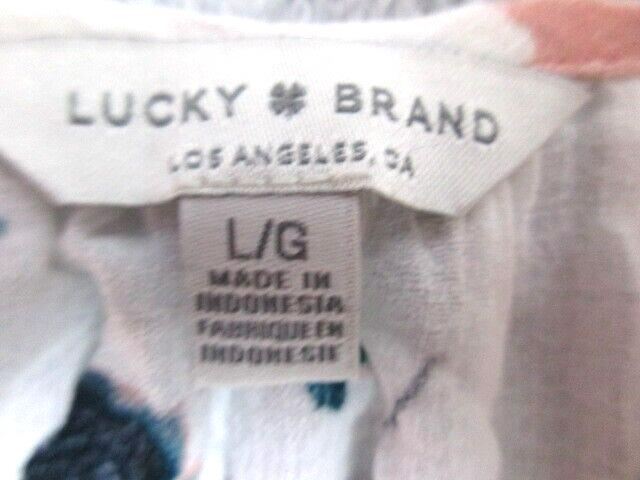 LUCKY BRAND
LOS ANGELES, CA
L/G
MADE IN
INDONESIA
FABRIQUE EN
INDONESIE